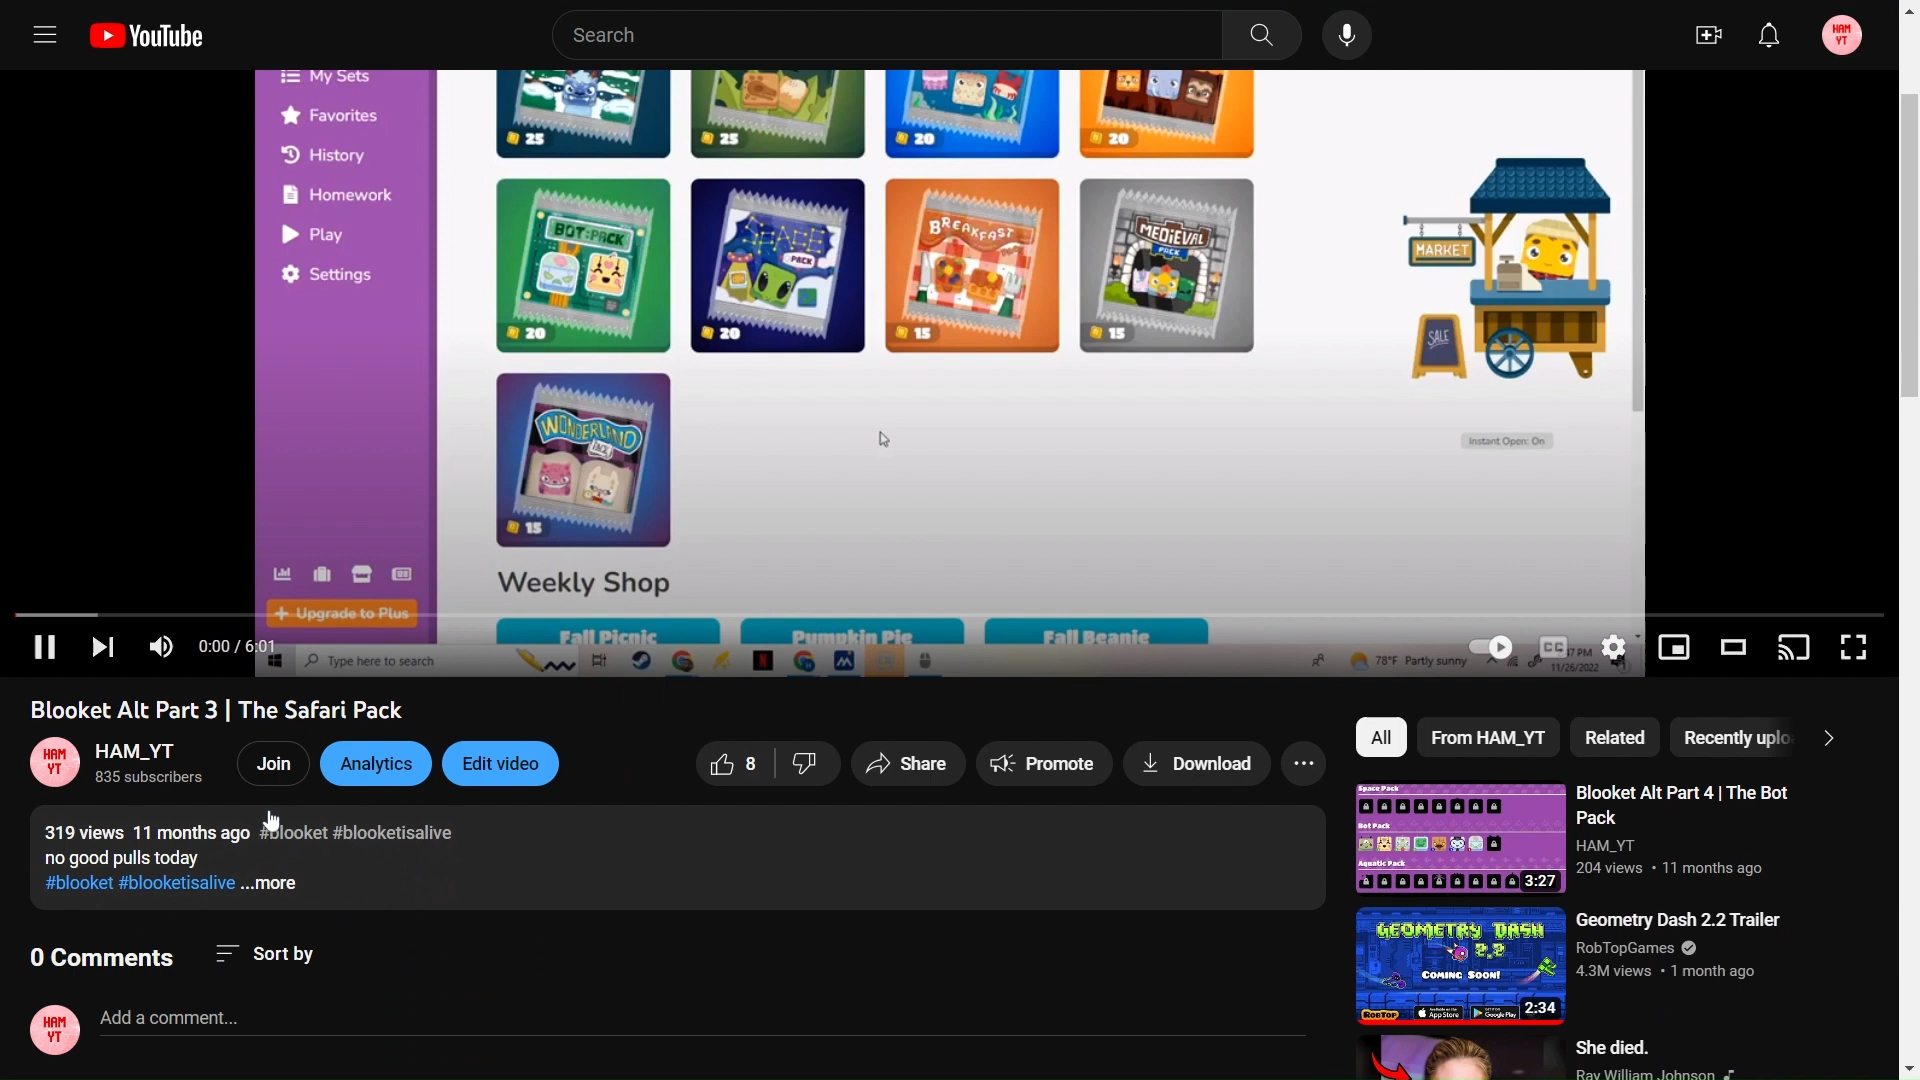 YouTube
Search
HAM
YT
My Sets
Favorites
History
Homework
Play
Settings
25
25
20
20
BOT:PACK
20
SPACE
PACK
20
BREAKFAST
15
MEDIEVAL
PACK
15
MARKET
SALE
WONDERLAND
PACK
15
Instant Open: On
Weekly Shop
Upgrade to Plus
Fall Picnic
Pumpkin Pie
Fall Beanie
0:00 / 6:01
CC
Type here to search
78°F Partly sunny
PM
11/26/2022
Blooket Alt Part 3 | The Safari Pack
HAM
YT
HAM_YT
835 subscribers
Join
Analytics
Edit video
8
Share
Promote
Download
319 views 11 months ago #blooket #blooketisalive
no good pulls today
#blooket #blooketisalive ...more
0 Comments
Sort by
HAM
YT
Add a comment...
All
From HAM_YT
Related
Recently uplo
Space Pack
Bot Pack
Aquatic Pack
3:27
Blooket Alt Part 4 | The Bot
Pack
HAM_YT
204 views • 11 months ago
GEOMETRY DASH
2.2
COMING SOON!
ROBTOP
App Store
Google Play
2:34
Geometry Dash 2.2 Trailer
RobTopGames
4.3M views • 1 month ago
She died.
Ray William Johnson